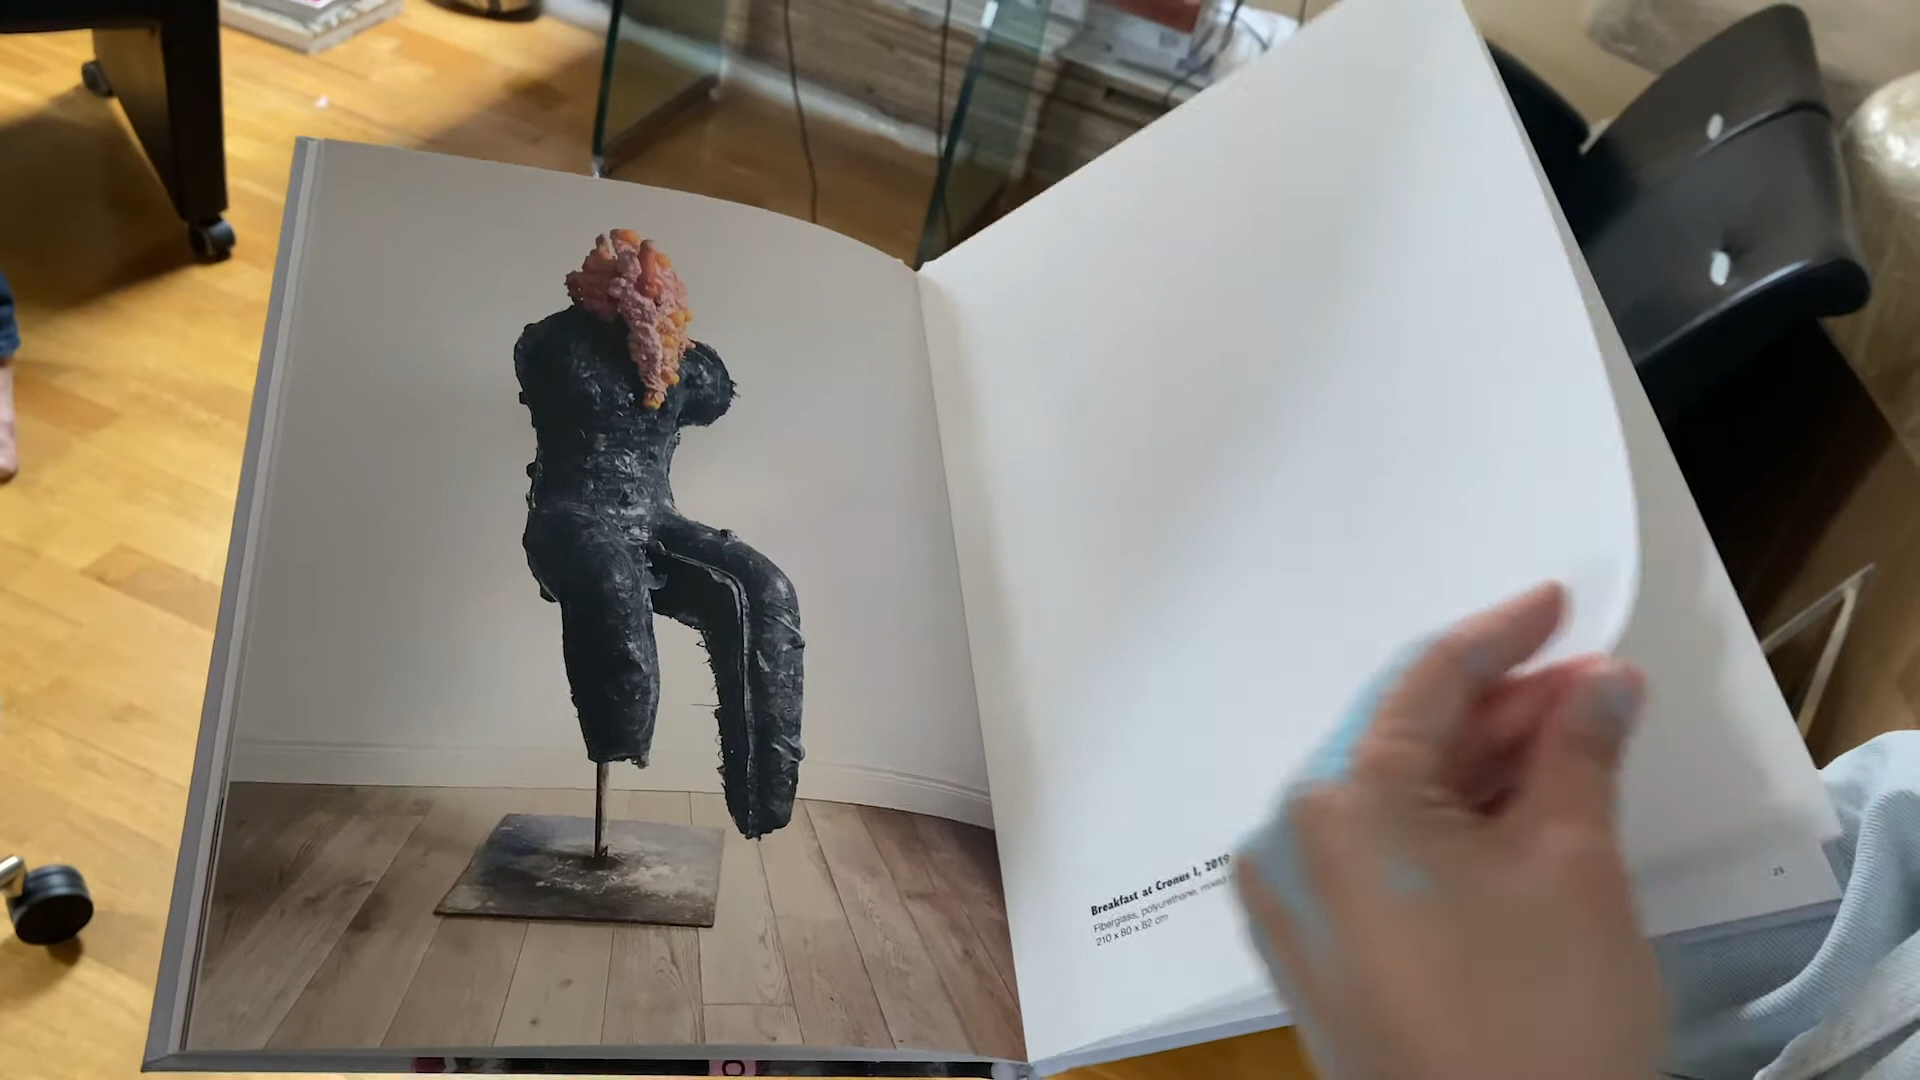 Breakfast at Cronus I, 2019
Fiberglass, polyurethane, mixed
210 x 80 x 82 cm